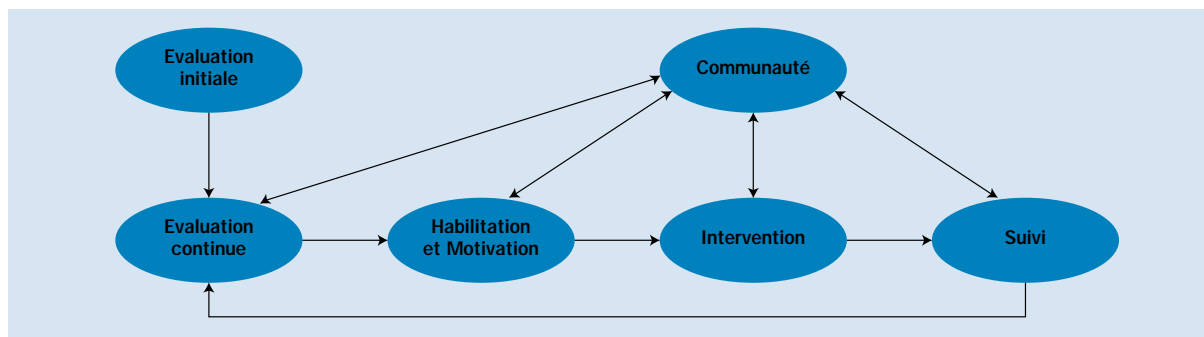 Evaluation
initiale
Communauté
Evaluation
continue
Habilitation
et Motivation
Intervention
Suivi